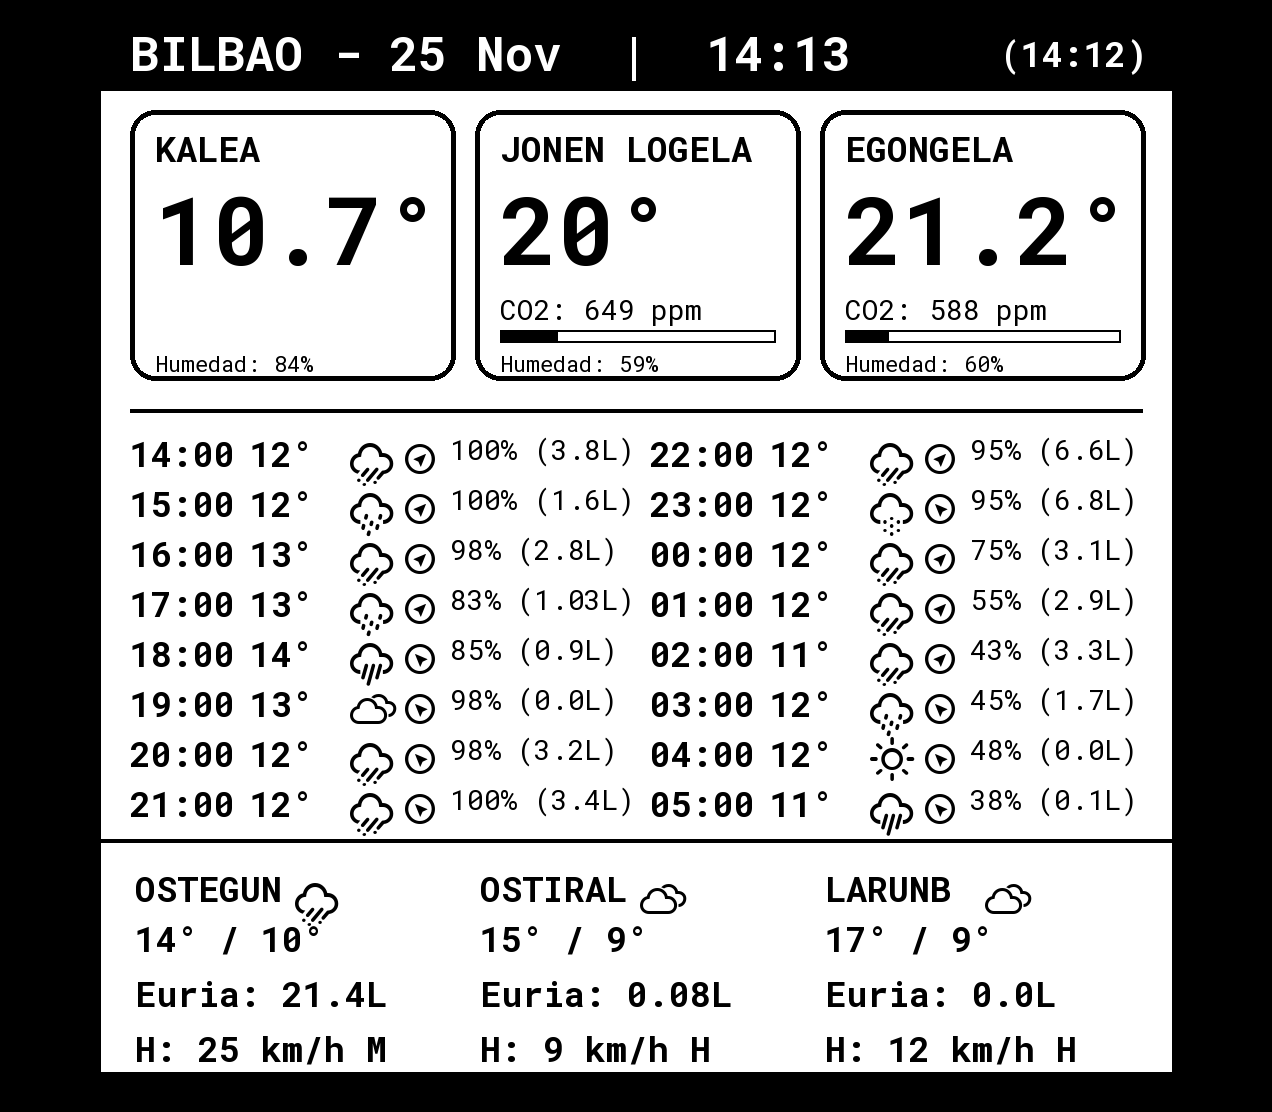 BILBAO - 25 Nov | 14:13 (14:12)
KALEA
10.7°
Humedad: 84%
JONEN LOGELA
20°
CO2: 649 ppm
Humedad: 59%
EGONGELA
21.2°
CO2: 588 ppm
Humedad: 60%
14:00 12° 100% (3.8L)
15:00 12° 100% (1.6L)
16:00 13° 98% (2.8L)
17:00 13° 83% (1.03L)
18:00 14° 85% (0.9L)
19:00 13° 98% (0.0L)
20:00 12° 98% (3.2L)
21:00 12° 100% (3.4L)
22:00 12° 95% (6.6L)
23:00 12° 95% (6.8L)
00:00 12° 75% (3.1L)
01:00 12° 55% (2.9L)
02:00 11° 43% (3.3L)
03:00 12° 45% (1.7L)
04:00 12° 48% (0.0L)
05:00 11° 38% (0.1L)
OSTEGUN
14° / 10°
Euria: 21.4L
H: 25 km/h M
OSTIRAL
15° / 9°
Euria: 0.08L
H: 9 km/h H
LARUNB
17° / 9°
Euria: 0.0L
H: 12 km/h H